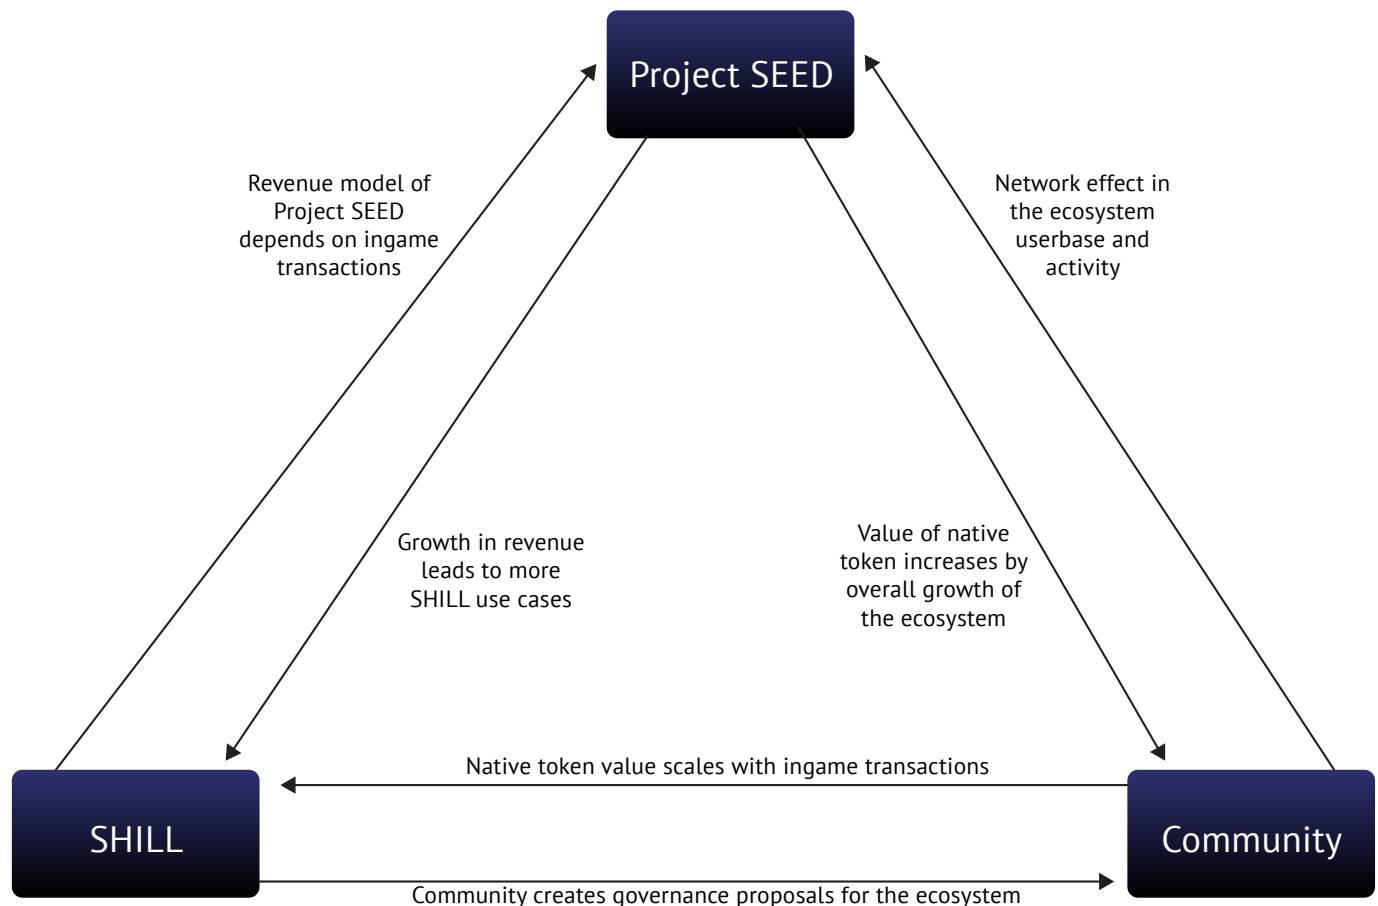 Project SEED
Revenue model of
Project SEED
depends on ingame
transactions
Network effect in
the ecosystem
userbase and
activity
Growth in revenue
leads to more
SHILL use cases
Value of native
token increases by
overall growth of
the ecosystem
Native token value scales with ingame transactions
SHILL
Community
Community creates governance proposals for the ecosystem